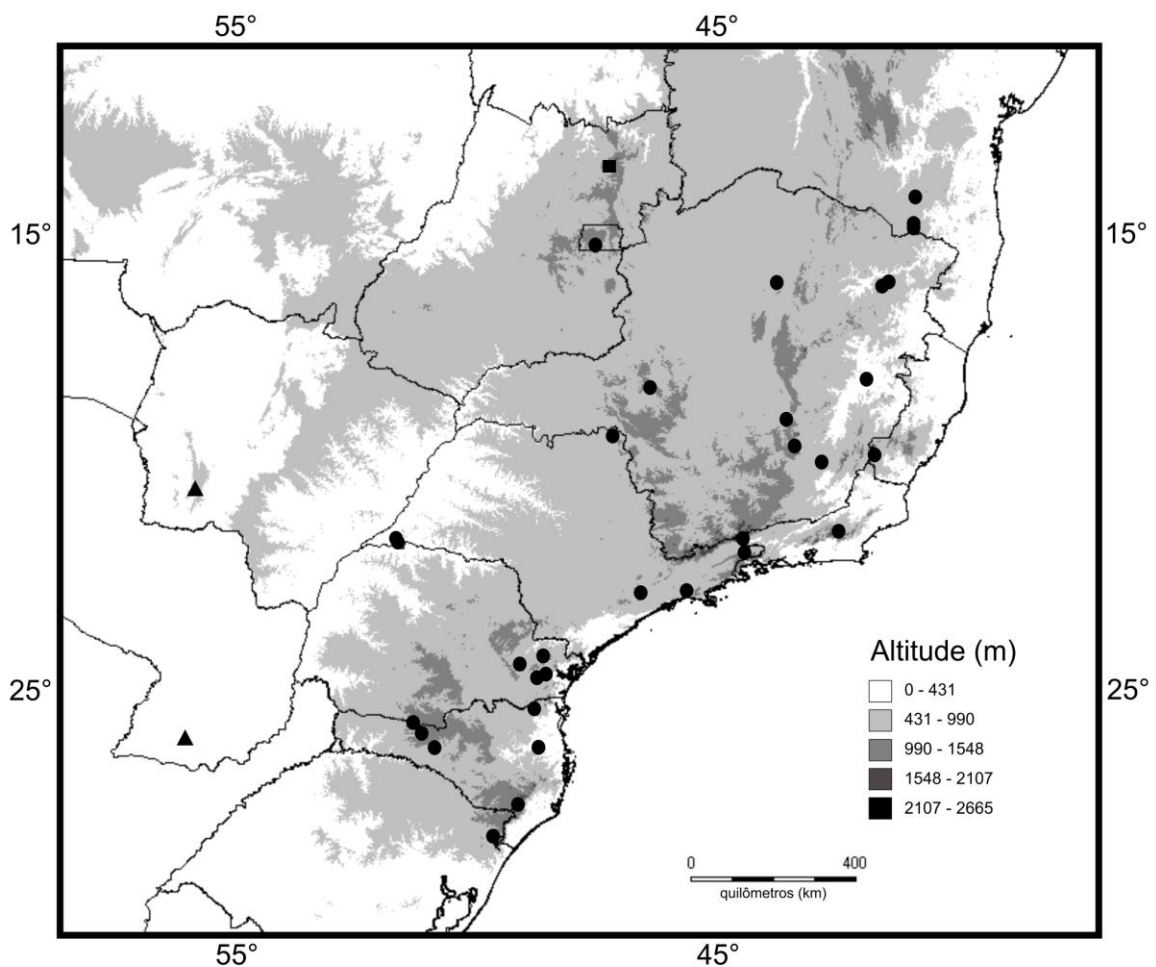 55° 45°
15° 15°
Altitude (m)
0 - 431
431 - 990
25° 25°
990 - 1548
1548 - 2107
2107 - 2665
0 400
quilômetros (km)
55° 45°